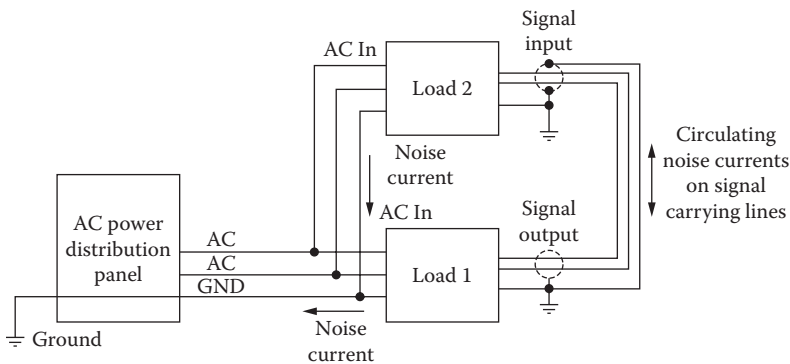 Signal
input
AC In
Load 2
Noise
current
Circulating
noise currents
on signal
carrying lines
AC power
distribution
panel
AC In
Signal
output
AC
AC
GND
Load 1
Ground
Noise
current